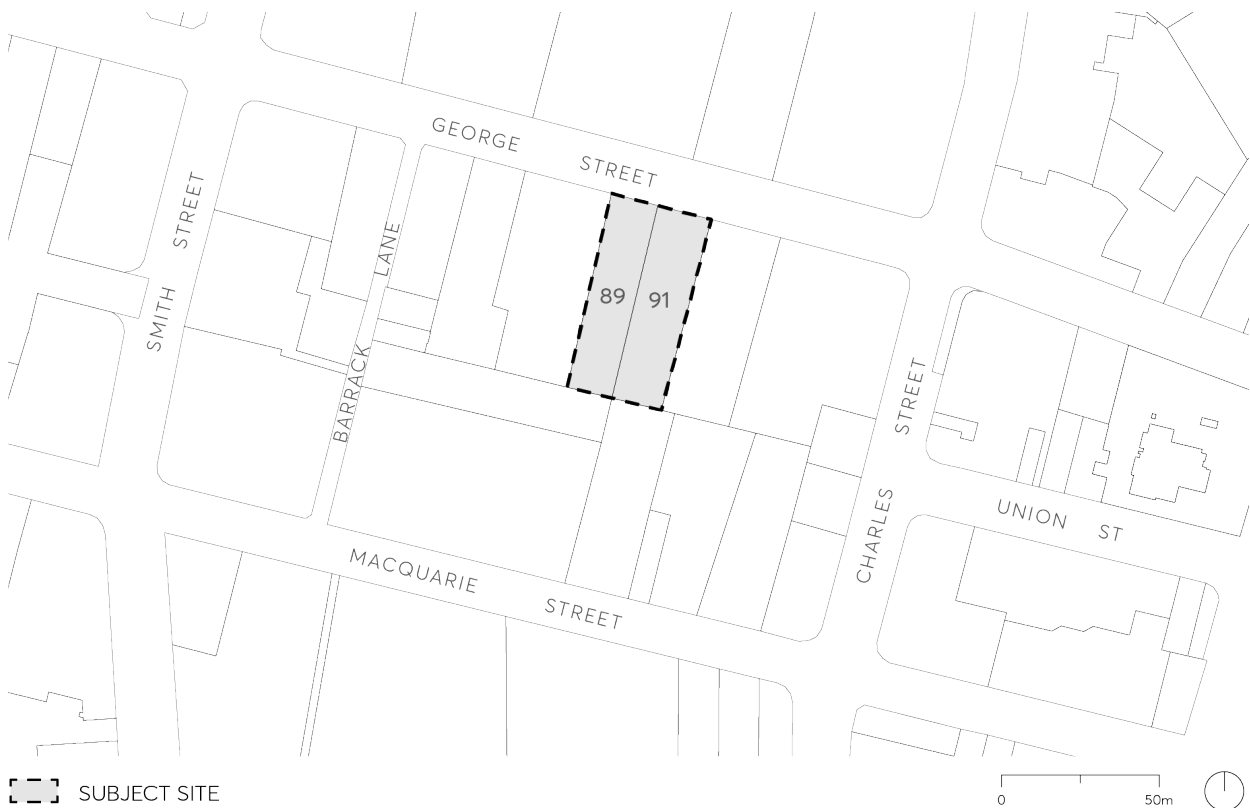 GEORGE STREET
SMITH STREET
BARRACK LANE
89
91
CHARLES STREET
UNION ST
MACQUARIE STREET
SUBJECT SITE
0 50m